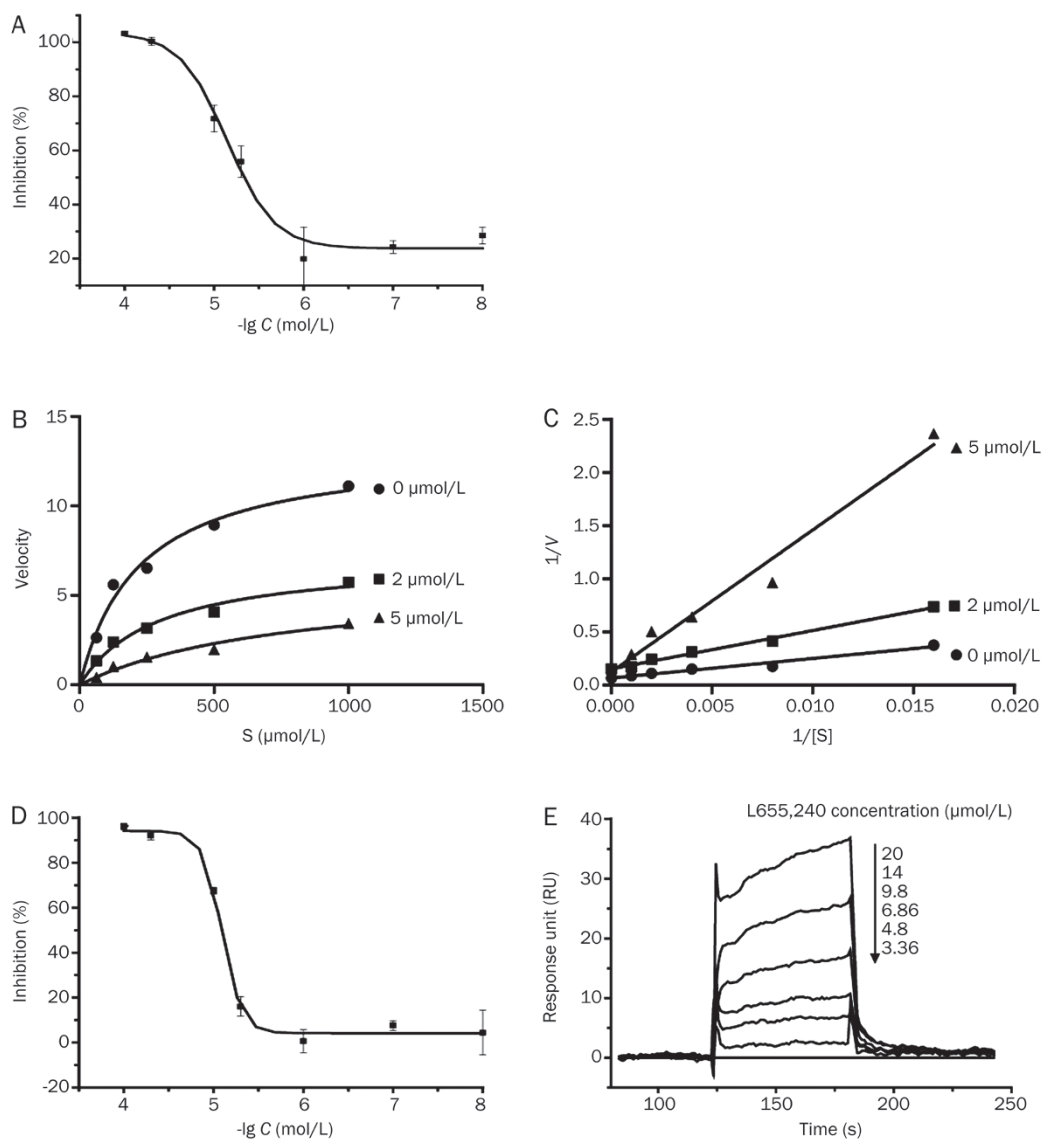 A
Inhibition (%)
100
80
60
40
20
4 5 6 7 8
-lg C (mol/L)
B
Velocity
15
10
5
0
0 500 1000 1500
S (µmol/L)
0 µmol/L
2 µmol/L
5 µmol/L
C
1/V
2.5
2.0
1.5
1.0
0.5
0.0
0.000 0.005 0.010 0.015 0.020
1/[S]
5 µmol/L
2 µmol/L
0 µmol/L
D
Inhibition (%)
100
80
60
40
20
0
-20
4 5 6 7 8
-lg C (mol/L)
E
L655,240 concentration (µmol/L)
20
14
9.8
6.86
4.8
3.36
Response unit (RU)
40
30
20
10
0
100 150 200 250
Time (s)